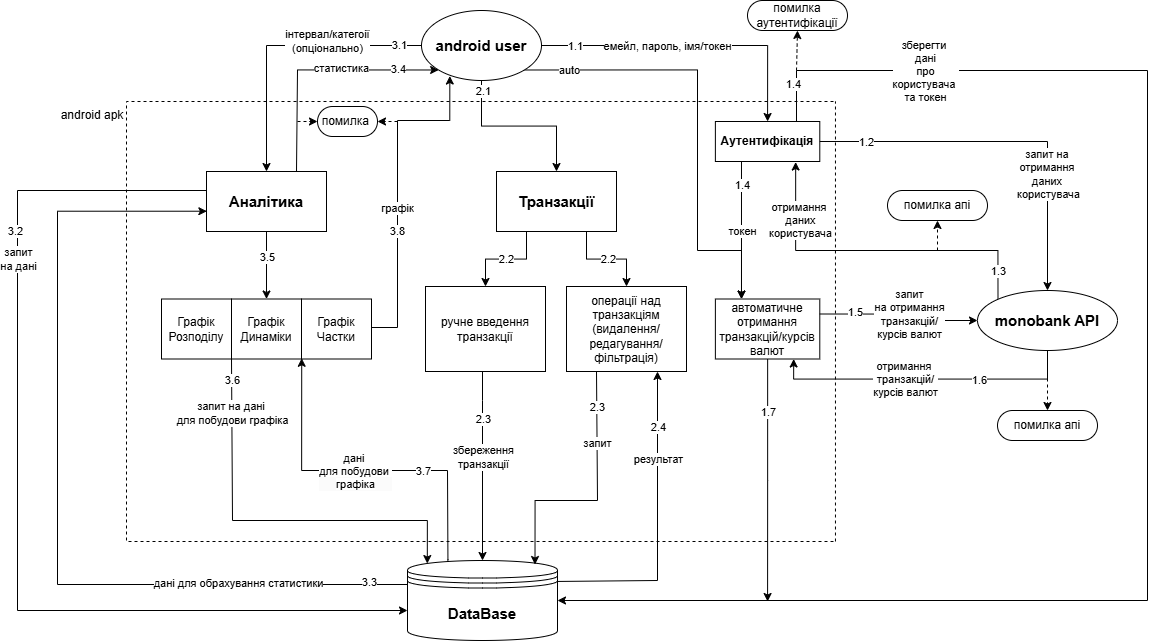 помилка
аутентифікації
android user
інтервал/категоії
(опціонально)
3.1
1.1
емейл, пароль, імя/токен
зберегти
дані
про
користувача
та токен
статистика
3.4
auto
2.1
1.4
android apk
помилка
Аутентифікація
1.2
запит на
отримання
даних
користувача
Аналітика
Транзакції
1.4
токен
отримання
даних
користувача
помилка апі
графік
3.8
3.2
запит
на дані
3.5
2.2
2.2
1.3
Графік
Розподілу
Графік
Динаміки
Графік
Частки
ручне введення
транзакції
операції над
транзакціям
(видалення/
редагування/
фільтрація)
автоматичне
отримання
транзакцій/курсів
валют
1.5
запит
на отримання
транзакцій/
курсів валют
monobank API
отримання
транзакцій/
курсів валют
1.6
3.6
запит на дані
для побудови графіка
2.3
збереження
транзакції
2.3
запит
2.4
результат
1.7
помилка апі
дані
для побудови
графіка
3.7
дані для обрахування статистики
3.3
DataBase